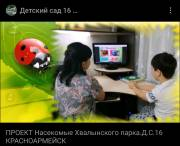 Детский сад 16 ...
ПРОЕКТ Насекомые Хвалынского парка.Д.С.16
КРАСНОАРМЕЙСК